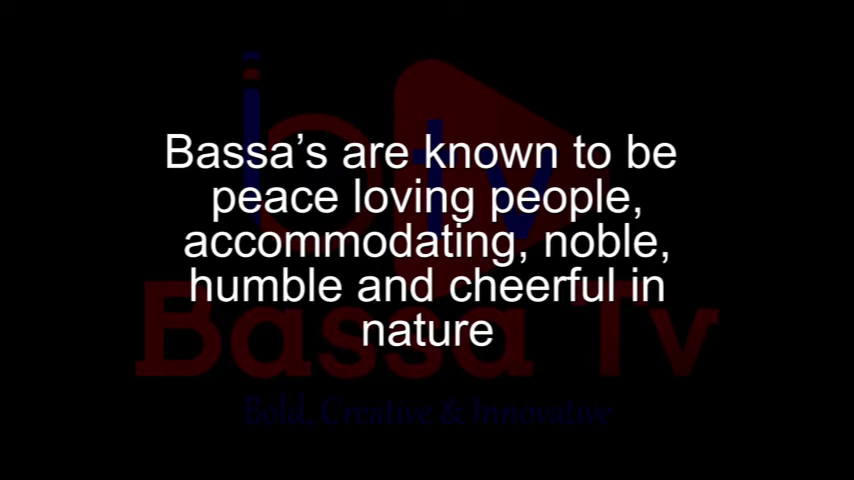 Bassa’s are known to be
peace loving people,
accommodating, noble,
humble and cheerful in
nature
btv
Bassa Tv
Bold, Creative & Innovative